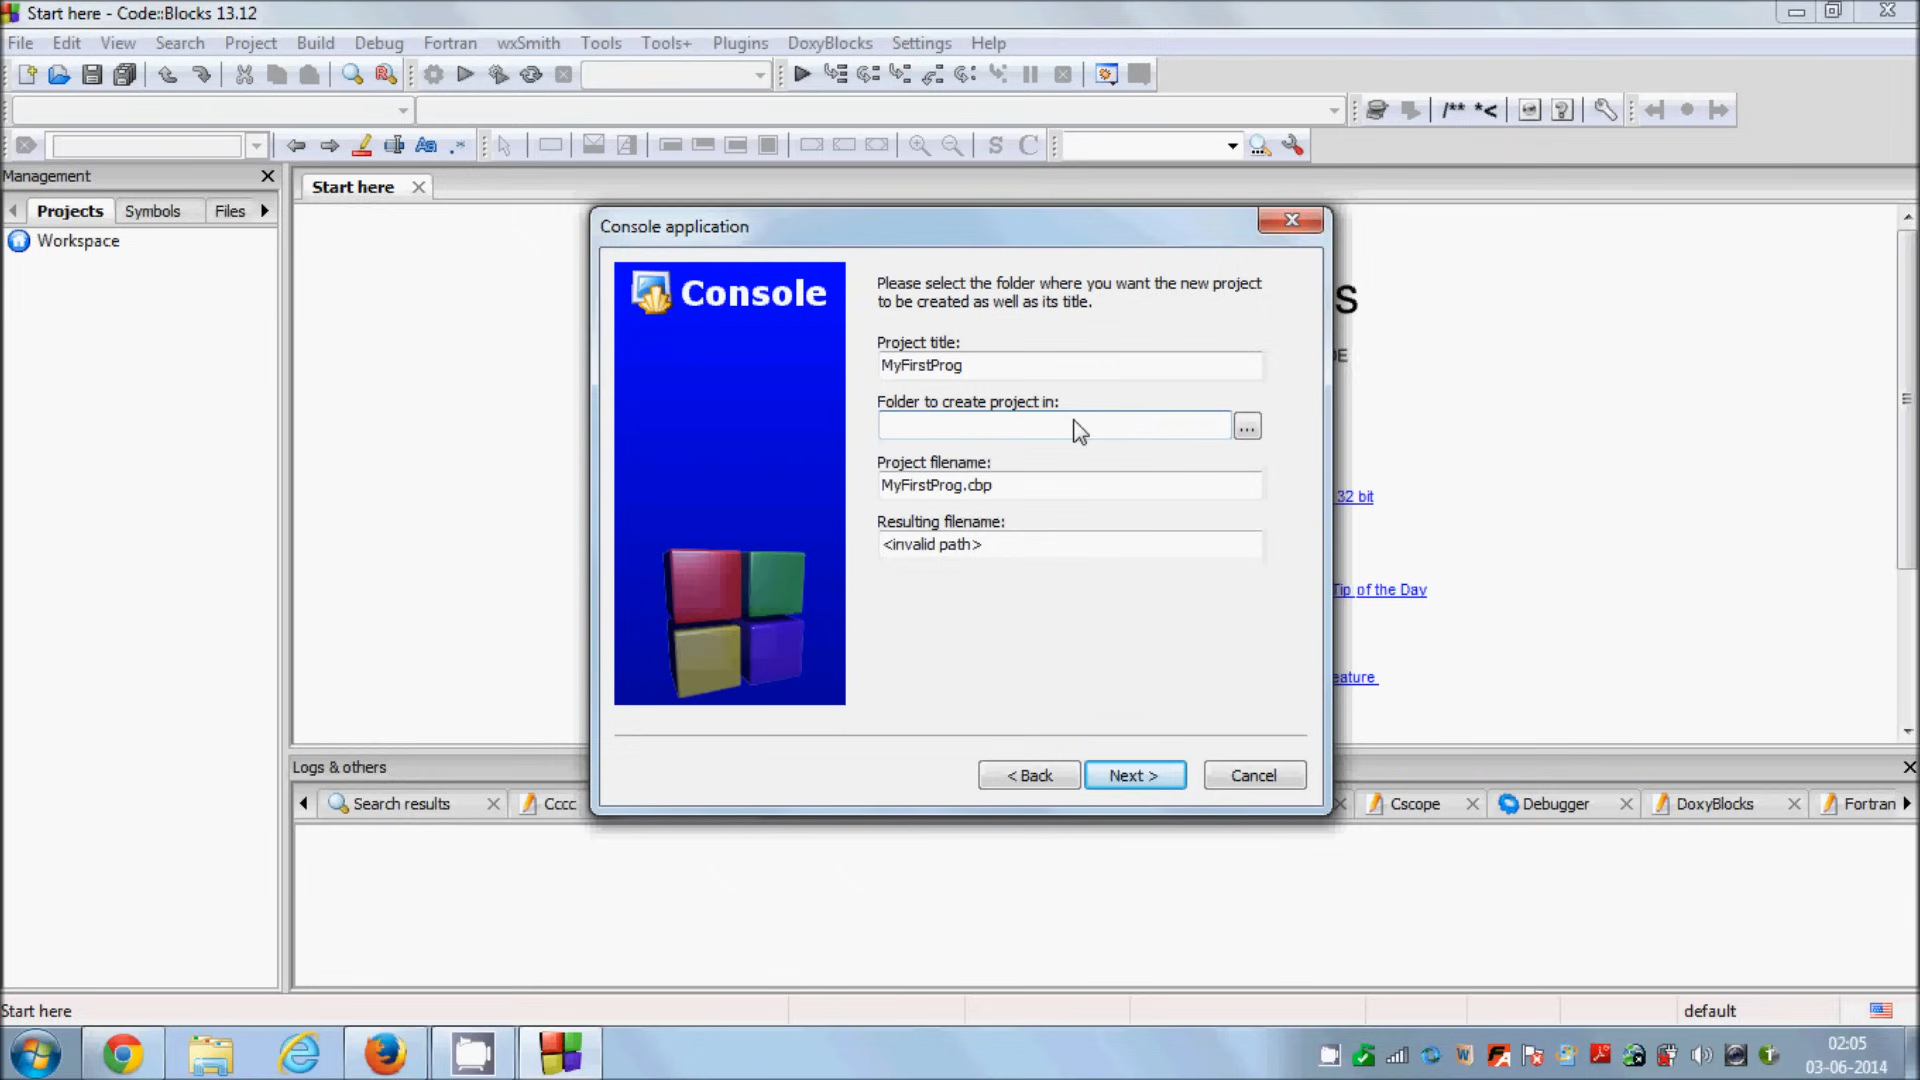 Start here - Code::Blocks 13.12
File Edit View Search Project Build Debug Fortran wxSmith Tools Tools+ Plugins DoxyBlocks Settings Help
/** *<
S C
Management
Projects Symbols Files
Workspace
Start here
Console application
Console
Please select the folder where you want the new project
to be created as well as its title.
Project title:
MyFirstProg
Folder to create project in:
...
Project filename:
MyFirstProg.cbp
Resulting filename:
<invalid path>
< Back Next > Cancel
S
E
32 bit
Tip of the Day
eature
Logs & others
Search results Cccc Cscope Debugger DoxyBlocks Fortran
Start here default
02:05
03-06-2014